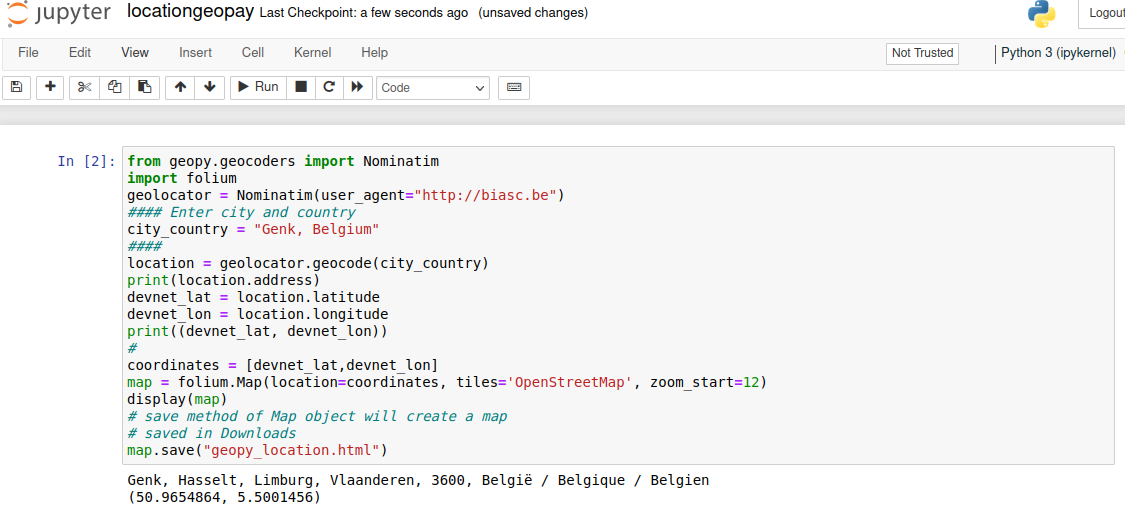 jupyter locationgeopay Last Checkpoint: a few seconds ago (unsaved changes) Logout
File Edit View Insert Cell Kernel Help Not Trusted Python 3 (ipykernel)
Run Code
In [2]: from geopy.geocoders import Nominatim
import folium
geolocator = Nominatim(user_agent="http://biasc.be")
#### Enter city and country
city_country = "Genk, Belgium"
####
location = geolocator.geocode(city_country)
print(location.address)
devnet_lat = location.latitude
devnet_lon = location.longitude
print((devnet_lat, devnet_lon))
#
coordinates = [devnet_lat,devnet_lon]
map = folium.Map(location=coordinates, tiles='OpenStreetMap', zoom_start=12)
display(map)
# save method of Map object will create a map
# saved in Downloads
map.save("geopy_location.html")
Genk, Hasselt, Limburg, Vlaanderen, 3600, België / Belgique / Belgien
(50.9654864, 5.5001456)